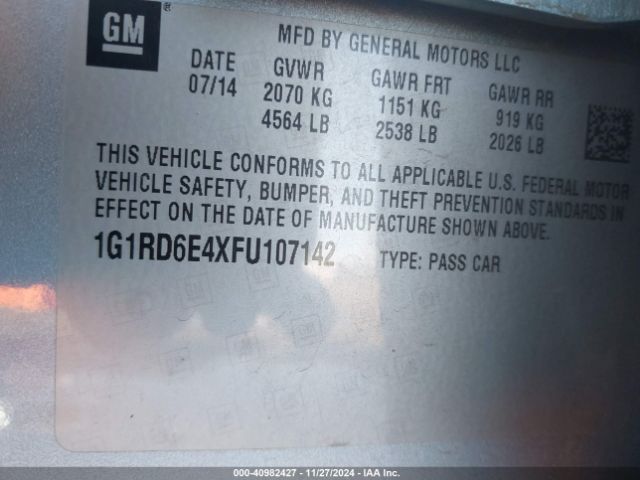 GM
MFD BY GENERAL MOTORS LLC
DATE GVWR GAWR FRT GAWR RR
07/14 2070 KG 1151 KG 919 KG
4564 LB 2538 LB 2026 LB
THIS VEHICLE CONFORMS TO ALL APPLICABLE U.S. FEDERAL MOTOR
VEHICLE SAFETY, BUMPER, AND THEFT PREVENTION STANDARDS IN
EFFECT ON THE DATE OF MANUFACTURE SHOWN ABOVE.
1G1RD6E4XFU107142 TYPE: PASS CAR
000-40982427 - 11/27/2024 - IAA Inc.